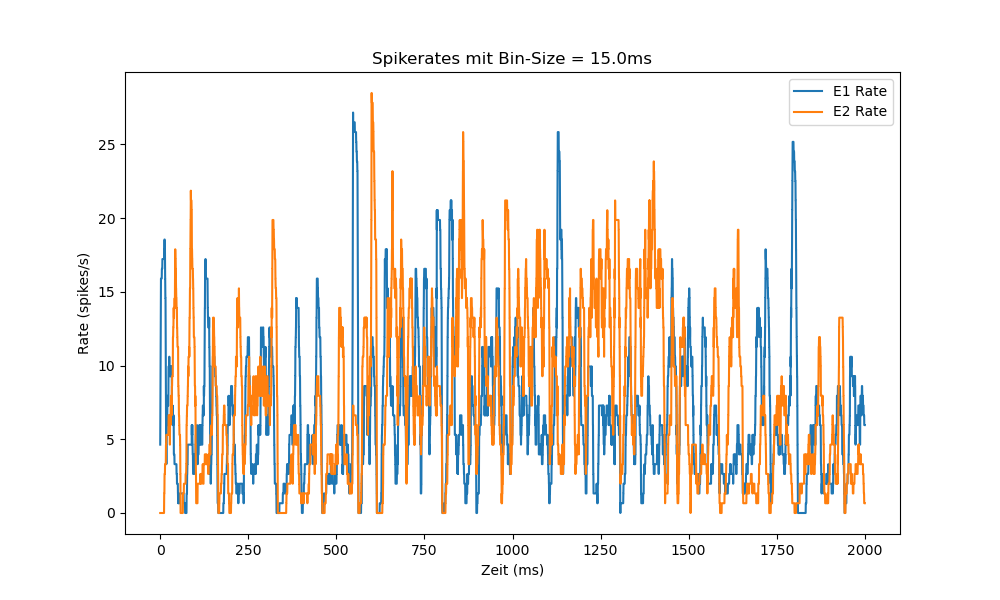 Spikerates mit Bin-Size = 15.0ms
E1 Rate
E2 Rate
25
20
15
10
5
0
Rate (spikes/s)
0 250 500 750 1000 1250 1500 1750 2000
Zeit (ms)